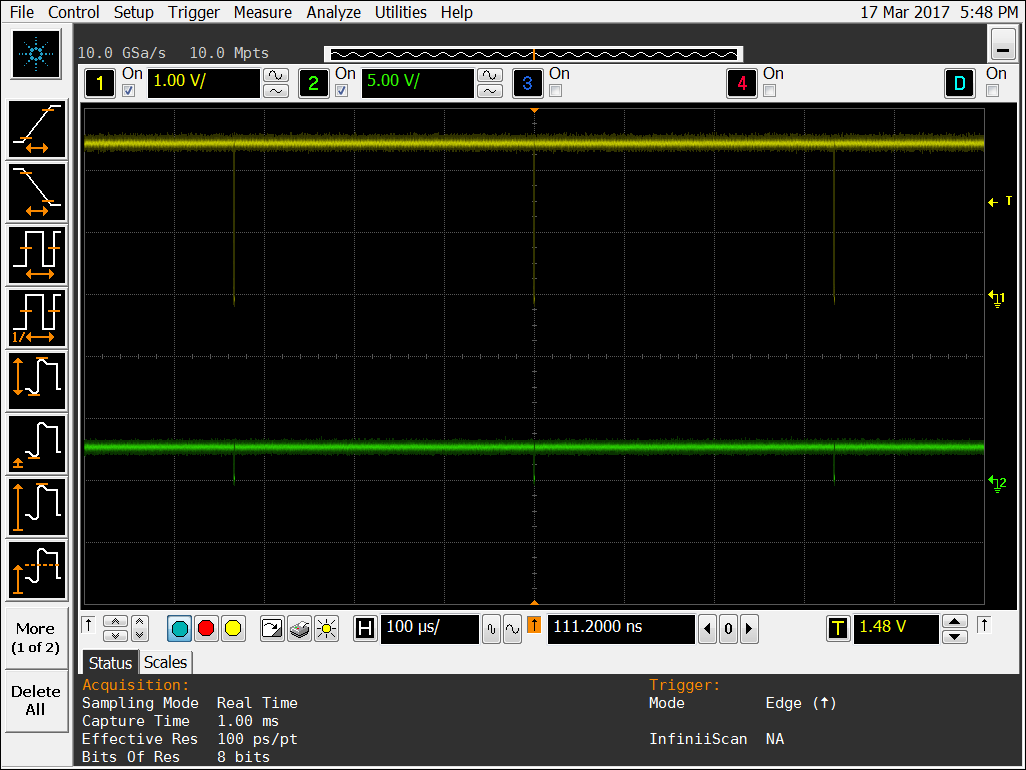 File Control Setup Trigger Measure Analyze Utilities Help 17 Mar 2017 5:48 PM
10.0 GSa/s 10.0 Mpts
1 On 1.00 V/ 2 On 5.00 V/ 3 On 4 On D On
T
1
2
1/
More
(1 of 2)
Delete
All
H 100 µs/ 111.2000 ns 0 T 1.48 V
Status Scales
Acquisition: Trigger:
Sampling Mode Real Time Mode Edge (↑)
Capture Time 1.00 ms
Effective Res 100 ps/pt InfiniiScan NA
Bits Of Res 8 bits